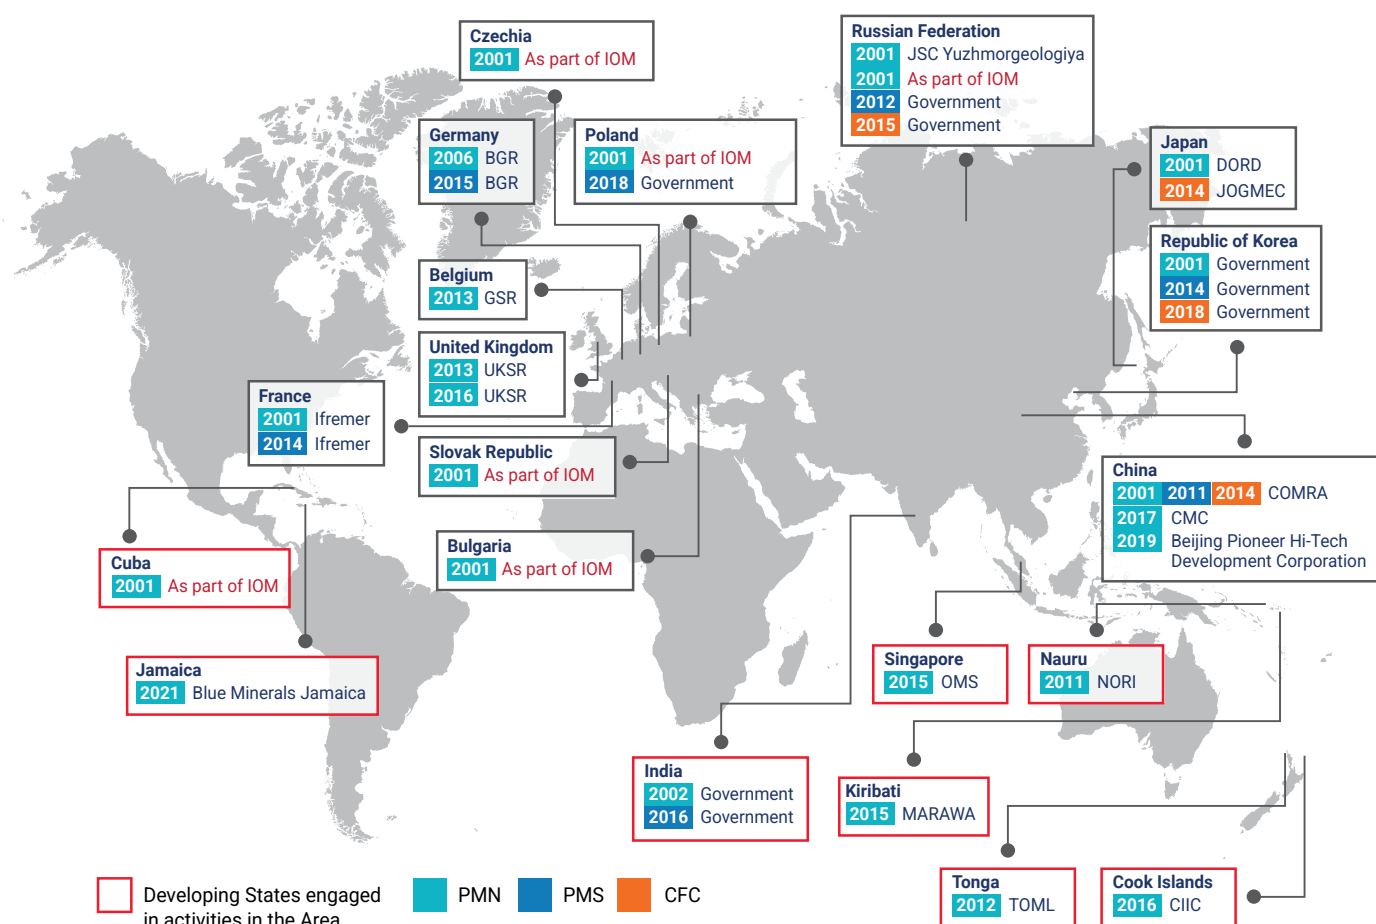 Czechia
2001 As part of IOM
Russian Federation
2001 JSC Yuzhmorgeologiya
2001 As part of IOM
2012 Government
2015 Government
Germany
2006 BGR
2015 BGR
Poland
2001 As part of IOM
2018 Government
Japan
2001 DORD
2014 JOGMEC
Republic of Korea
2001 Government
2014 Government
2018 Government
Belgium
2013 GSR
United Kingdom
2013 UKSR
2016 UKSR
France
2001 Ifremer
2014 Ifremer
Slovak Republic
2001 As part of IOM
China
2001 2011 2014 COMRA
2017 CMC
2019 Beijing Pioneer Hi-Tech
Development Corporation
Bulgaria
2001 As part of IOM
Cuba
2001 As part of IOM
Jamaica
2021 Blue Minerals Jamaica
Singapore
2015 OMS
Nauru
2011 NORI
India
2002 Government
2016 Government
Kiribati
2015 MARAWA
Tonga
2012 TOML
Cook Islands
2016 CIIC
Developing States engaged
in activities in the Area
PMN PMS CFC